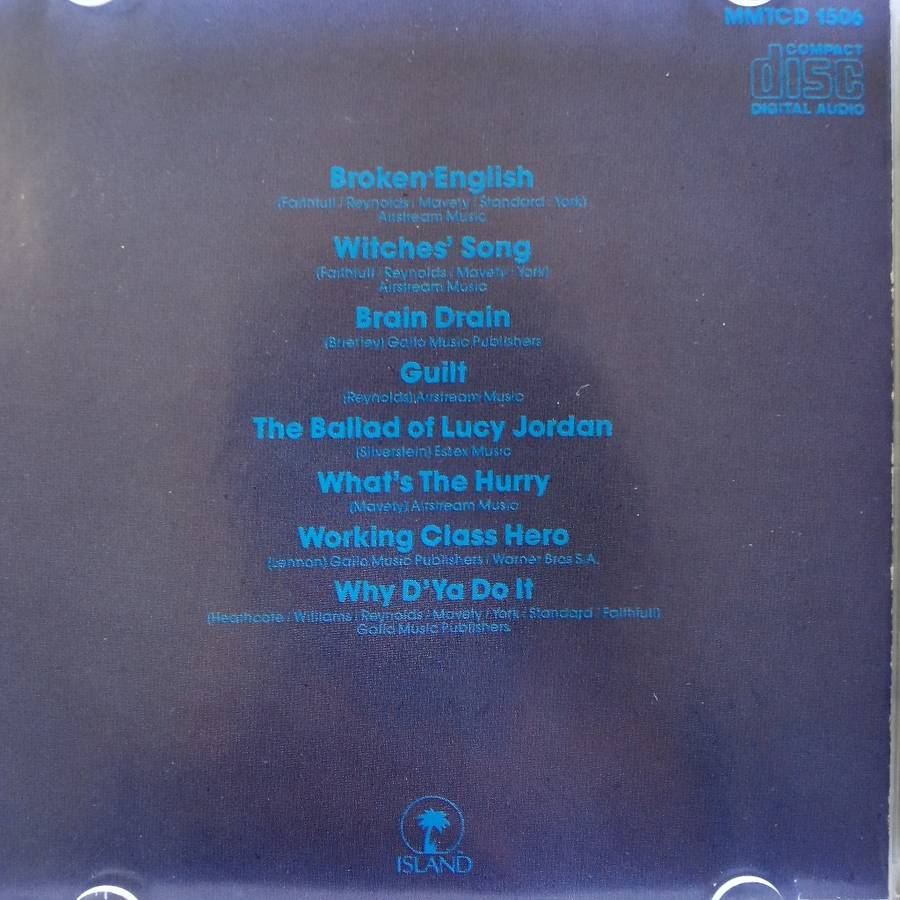 MMTCD 1506
COMPACT
disc
DIGITAL AUDIO
Broken English
(Faithfull / Reynolds / Mavety / Standard / York)
Airstream Music
Witches' Song
(Faithfull / Reynolds / Mavety / York)
Airstream Music
Brain Drain
(Brierley) Gallo Music Publishers
Guilt
(Reynolds) Airstream Music
The Ballad of Lucy Jordan
(Silverstein) Essex Music
What's The Hurry
(Mavety) Airstream Music
Working Class Hero
(Lennon) Gallo Music Publishers / Warner Bros S.A.
Why D'Ya Do It
(Heathcote / Williams / Reynolds / Mavety / York / Standard / Faithfull)
Gallo Music Publishers
ISLAND